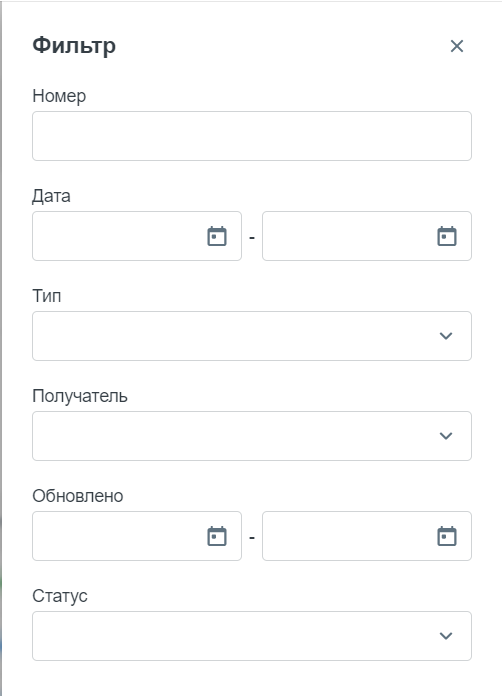 Фильтр
Номер
Дата
-
Тип
Получатель
Обновлено
-
Статус